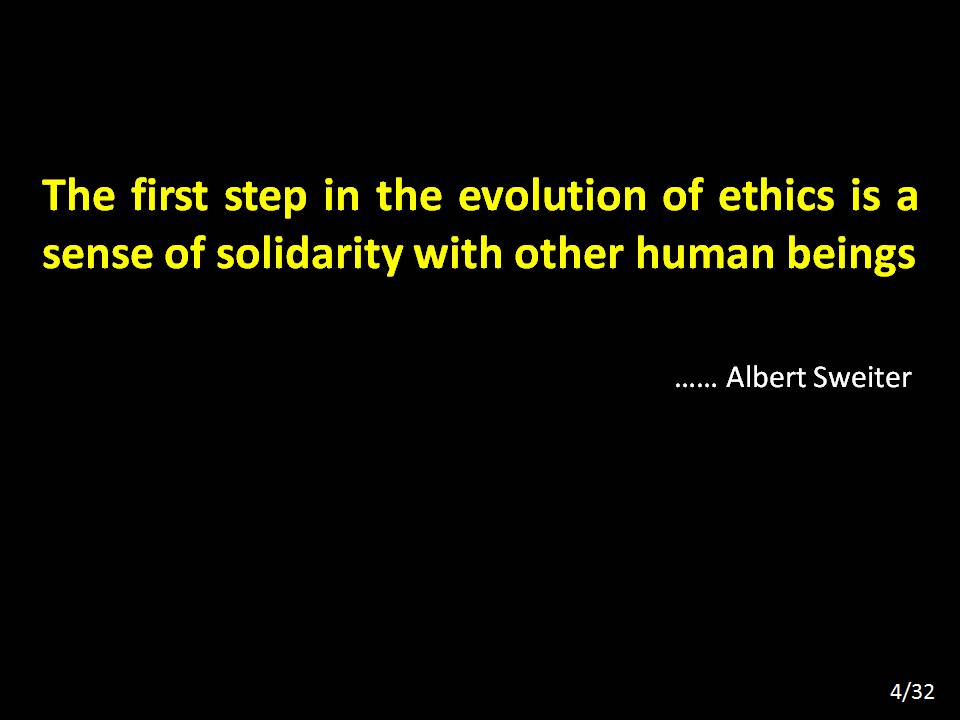 The first step in the evolution of ethics is a
sense of solidarity with other human beings
…… Albert Sweiter
4/32